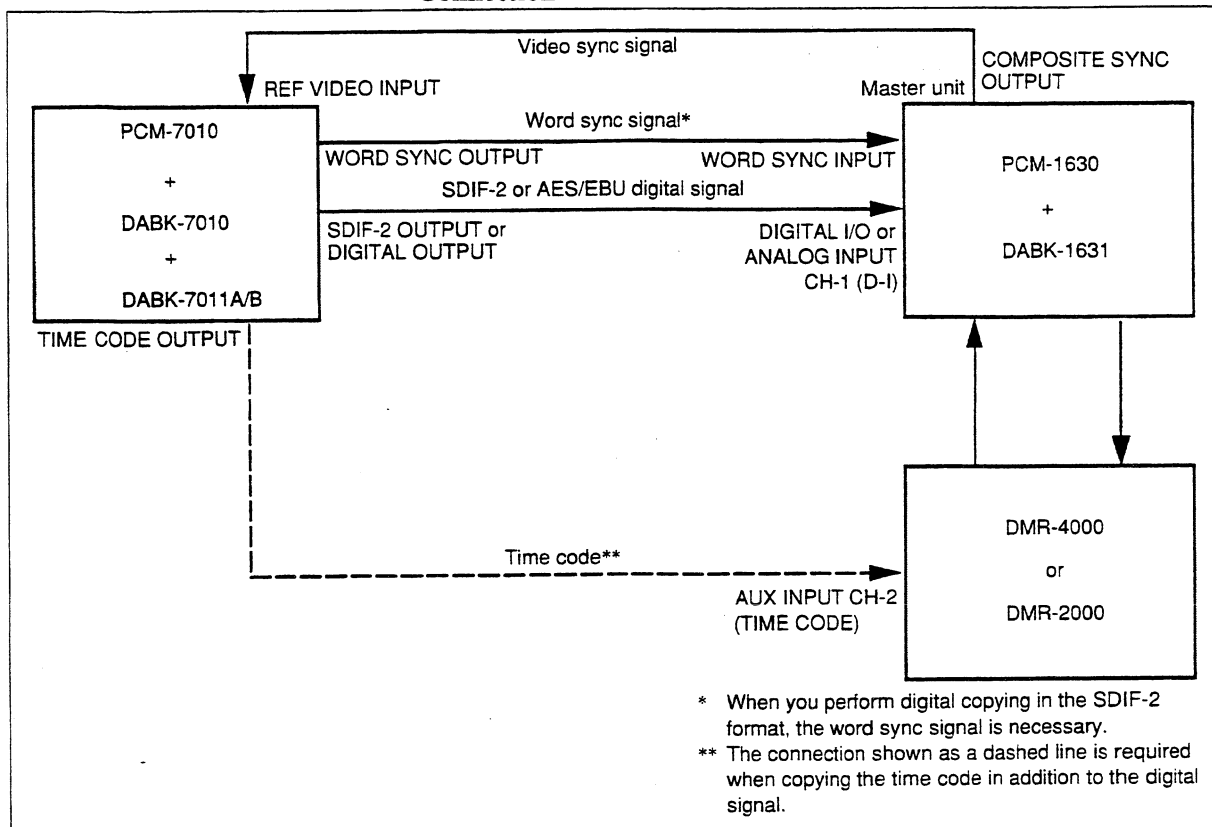 Video sync signal
COMPOSITE SYNC
OUTPUT
REF VIDEO INPUT
Master unit
PCM-7010
+
DABK-7010
+
DABK-7011A/B
Word sync signal*
WORD SYNC OUTPUT
WORD SYNC INPUT
SDIF-2 or AES/EBU digital signal
SDIF-2 OUTPUT or
DIGITAL OUTPUT
DIGITAL I/O or
ANALOG INPUT
CH-1 (D-I)
PCM-1630
+
DABK-1631
TIME CODE OUTPUT
Time code**
AUX INPUT CH-2
(TIME CODE)
DMR-4000
or
DMR-2000
* When you perform digital copying in the SDIF-2
format, the word sync signal is necessary.
** The connection shown as a dashed line is required
when copying the time code in addition to the digital
signal.